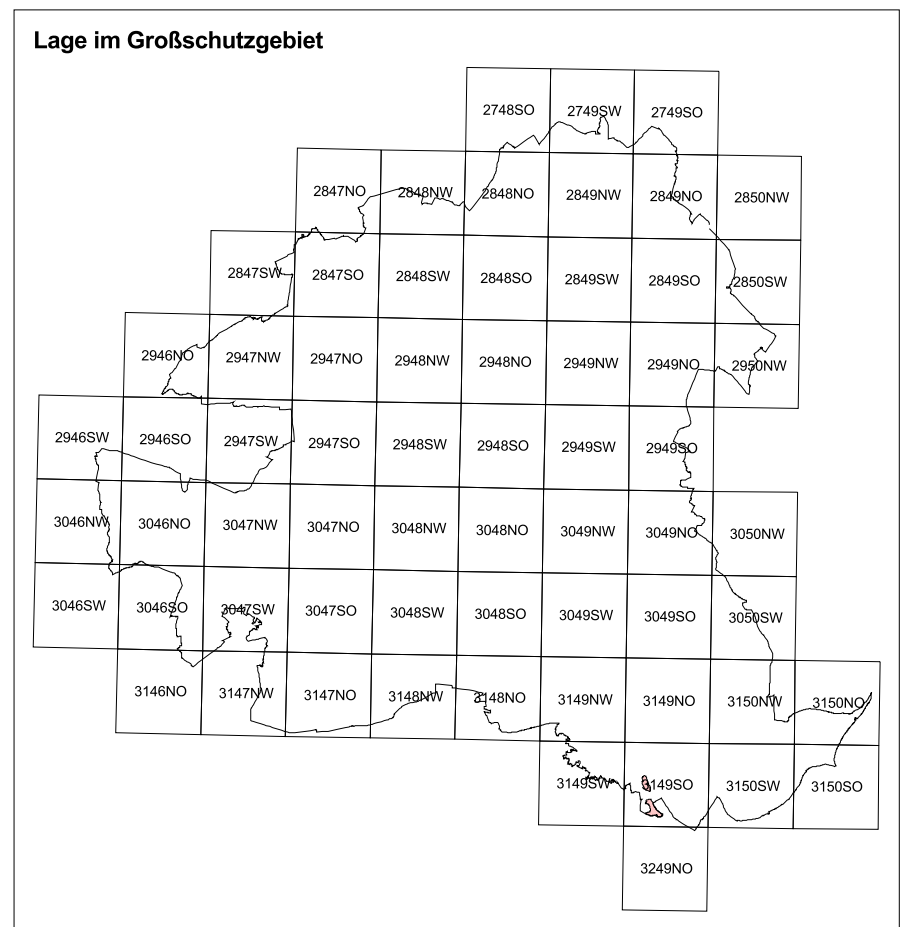 Lage im Großschutzgebiet
2748SO 2749SW 2749SO
2847NO 2848NW 2848NO 2849NW 2849NO 2850NW
2847SW 2847SO 2848SW 2848SO 2849SW 2849SO 2850SW
2946NO 2947NW 2947NO 2948NW 2948NO 2949NW 2949NO 2950NW
2946SW 2946SO 2947SW 2947SO 2948SW 2948SO 2949SW 2949SO
3046NW 3046NO 3047NW 3047NO 3048NW 3048NO 3049NW 3049NO 3050NW
3046SW 3046SO 3047SW 3047SO 3048SW 3048SO 3049SW 3049SO 3050SW
3146NO 3147NW 3147NO 3148NW 3148NO 3149NW 3149NO 3150NW 3150NO
3149SW 3149SO 3150SW 3150SO
3249NO